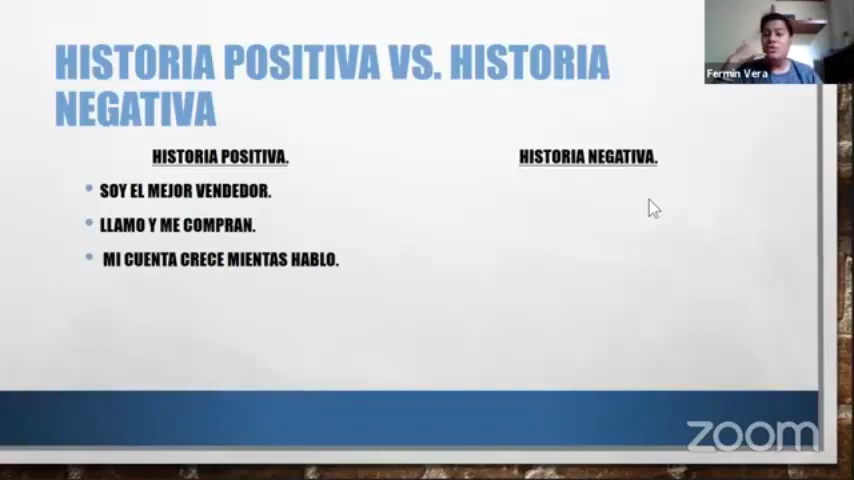 HISTORIA POSITIVA VS. HISTORIA
NEGATIVA
Fermin Vera
HISTORIA POSITIVA.
HISTORIA NEGATIVA.
• SOY EL MEJOR VENDEDOR.
• LLAMO Y ME COMPRAN.
• MI CUENTA CRECE MIENTAS HABLO.
zoom